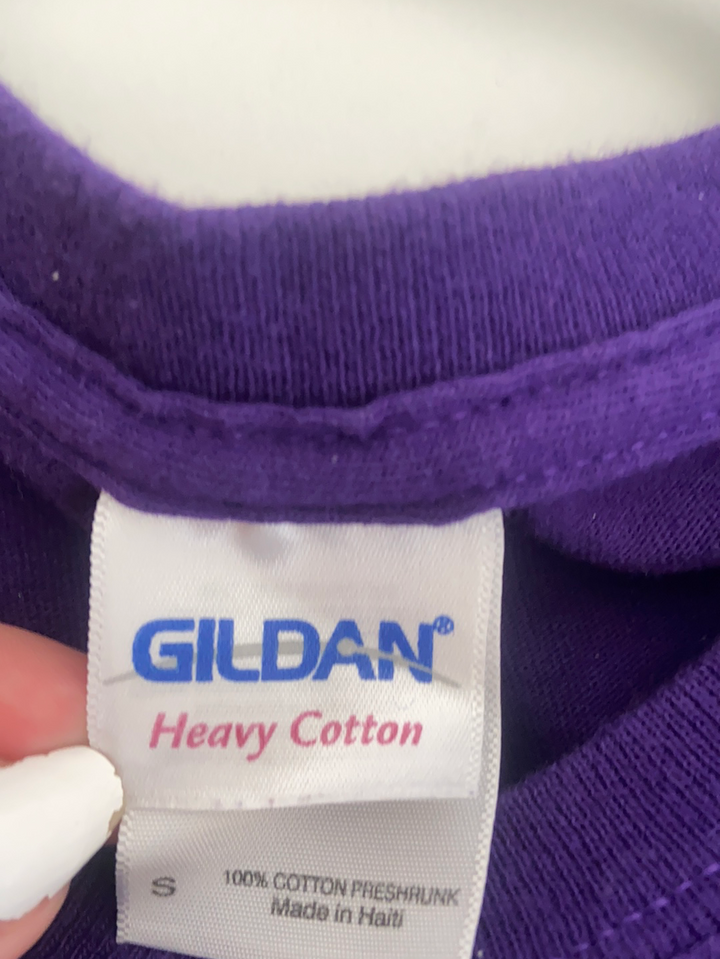 GILDAN®
Heavy Cotton
S
100% COTTON PRESHRUNK
Made in Haiti